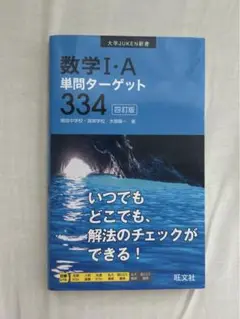 大学JUKEN新書
数学Ⅰ・A
単問ターゲット
334 四訂版
いつでも
どこでも、
解法のチェックが
できる!
旺文社